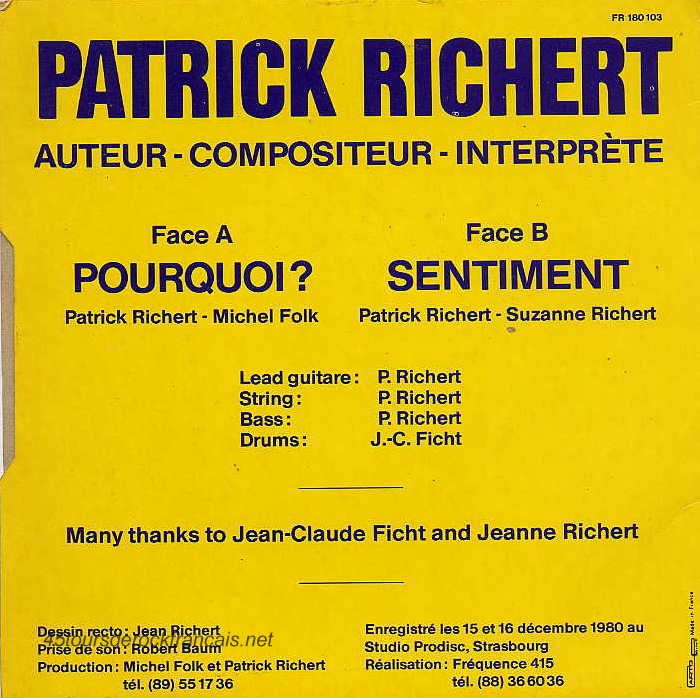 FR 180 103
PATRICK RICHERT
AUTEUR - COMPOSITEUR - INTERPRÈTE
Face A
POURQUOI ?
Patrick Richert - Michel Folk
Face B
SENTIMENT
Patrick Richert - Suzanne Richert
Lead guitare : P. Richert
String : P. Richert
Bass : P. Richert
Drums : J.-C. Ficht
Many thanks to Jean-Claude Ficht and Jeanne Richert
Dessin recto : Jean Richert
45toursderockfrancais.net
Prise de son : Robert Baum
Production : Michel Folk et Patrick Richert
tél. (89) 55 17 36
Enregistré les 15 et 16 décembre 1980 au
Studio Prodisc, Strasbourg
Réalisation : Fréquence 415
tél. (88) 36 60 36
Made in France